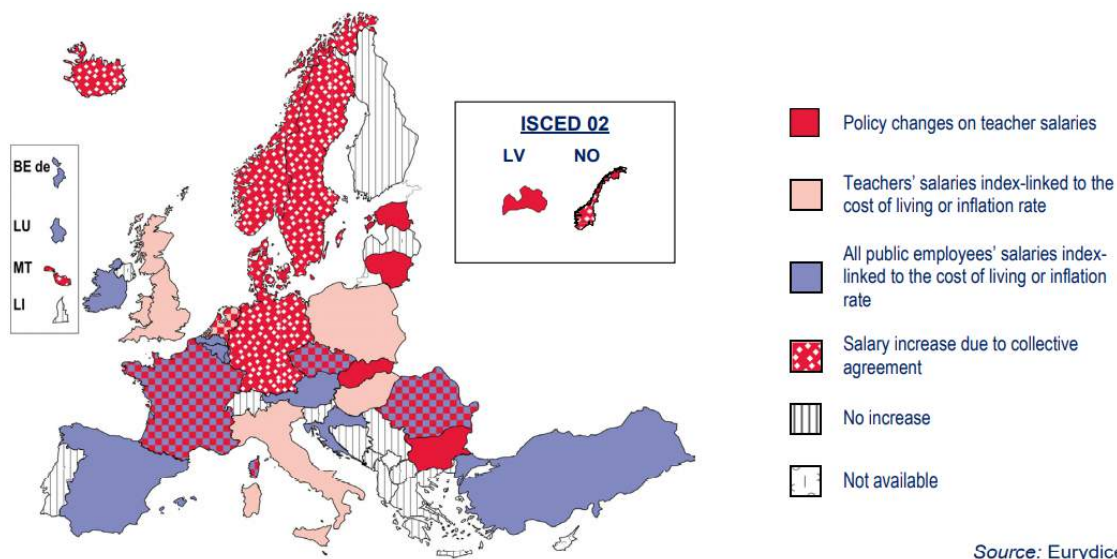 ISCED 02
LV NO
BE de
LU
MT
LI
Policy changes on teacher salaries
Teachers' salaries index-linked to the
cost of living or inflation rate
All public employees' salaries index-
linked to the cost of living or inflation
rate
Salary increase due to collective
agreement
No increase
Not available
Source: Eurydice